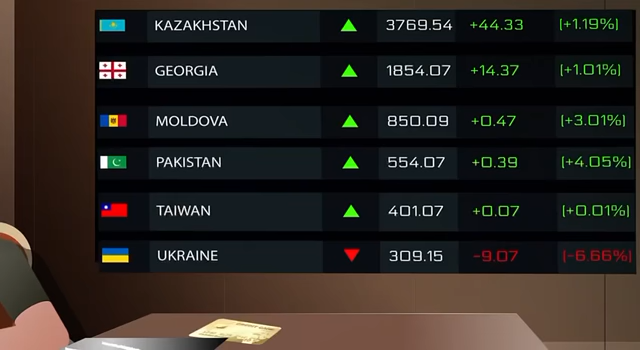 KAZAKHSTAN 3769.54 +44.33 (+1.19%)
GEORGIA 1854.07 +14.37 (+1.01%)
MOLDOVA 850.09 +0.47 (+3.01%)
PAKISTAN 554.07 +0.39 (+4.05%)
TAIWAN 401.07 +0.07 (+0.01%)
UKRAINE 309.15 -9.07 (-6.66%)